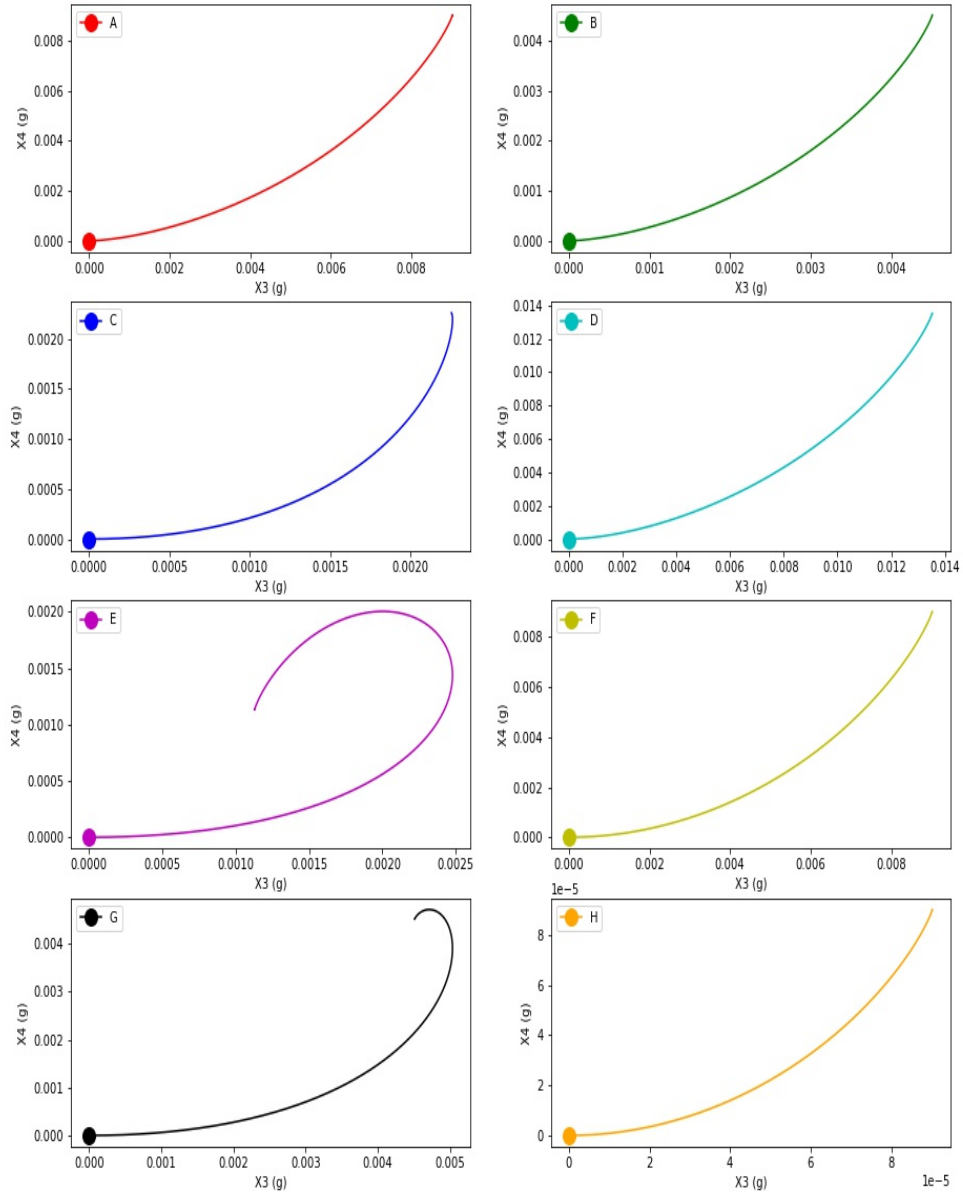 A
X4 (g)
0.008
0.006
0.004
0.002
0.000
0.000 0.002 0.004 0.006 0.008
X3 (g)
B
X4 (g)
0.004
0.003
0.002
0.001
0.000
0.000 0.001 0.002 0.003 0.004
X3 (g)
C
X4 (g)
0.0020
0.0015
0.0010
0.0005
0.0000
0.0000 0.0005 0.0010 0.0015 0.0020
X3 (g)
D
X4 (g)
0.014
0.012
0.010
0.008
0.006
0.004
0.002
0.000
0.000 0.002 0.004 0.006 0.008 0.010 0.012 0.014
X3 (g)
E
X4 (g)
0.0020
0.0015
0.0010
0.0005
0.0000
0.0000 0.0005 0.0010 0.0015 0.0020 0.0025
X3 (g)
F
X4 (g)
0.008
0.006
0.004
0.002
0.000
0.000 0.002 0.004 0.006 0.008
X3 (g)
G
X4 (g)
0.004
0.003
0.002
0.001
0.000
0.000 0.001 0.002 0.003 0.004 0.005
X3 (g)
1e-5
H
X4 (g)
8
6
4
2
0
0 2 4 6 8
X3 (g)
1e-5